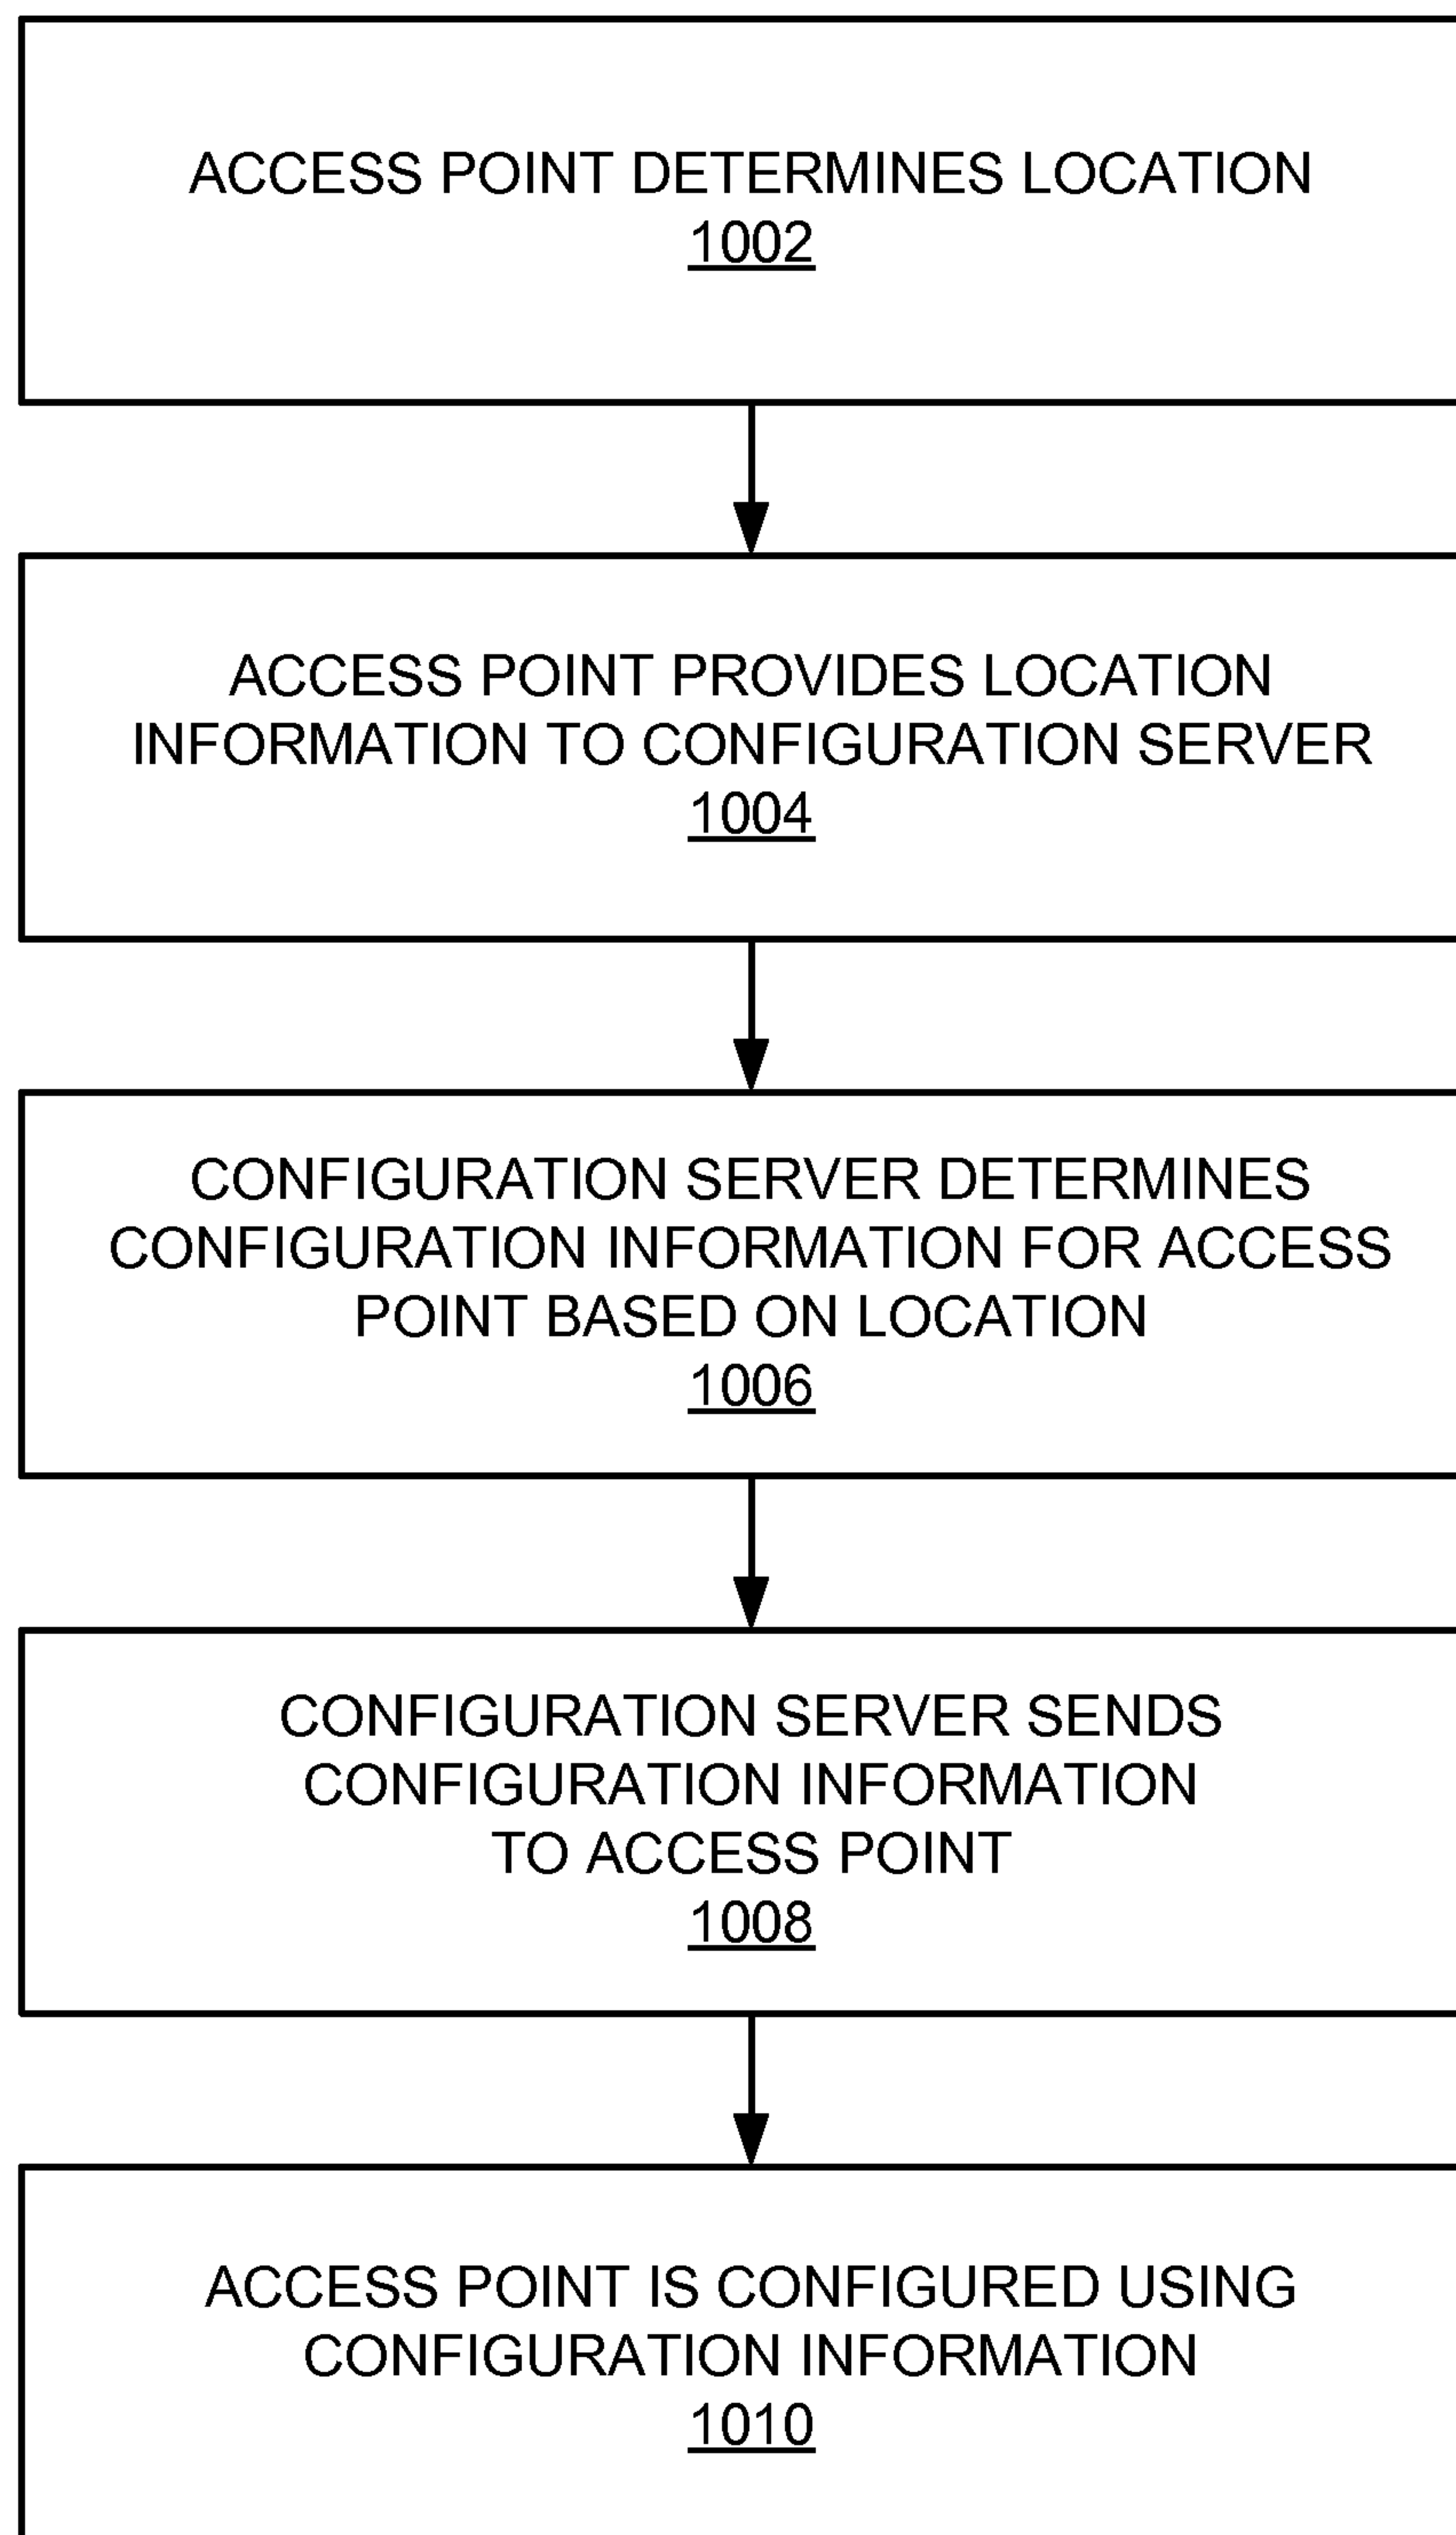 ACCESS POINT DETERMINES LOCATION
1002
ACCESS POINT PROVIDES LOCATION
INFORMATION TO CONFIGURATION SERVER
1004
CONFIGURATION SERVER DETERMINES
CONFIGURATION INFORMATION FOR ACCESS
POINT BASED ON LOCATION
1006
CONFIGURATION SERVER SENDS
CONFIGURATION INFORMATION
TO ACCESS POINT
1008
ACCESS POINT IS CONFIGURED USING
CONFIGURATION INFORMATION
1010